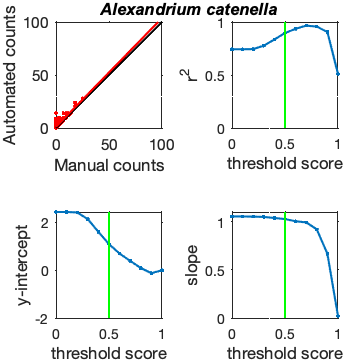 Alexandrium catenella
Automated counts
100
50
0
0 50 100
Manual counts
r²
1
0.5
0
0 0.5 1
threshold score
y-intercept
2
0
-2
0 0.5 1
threshold score
slope
1
0.5
0
0 0.5 1
threshold score